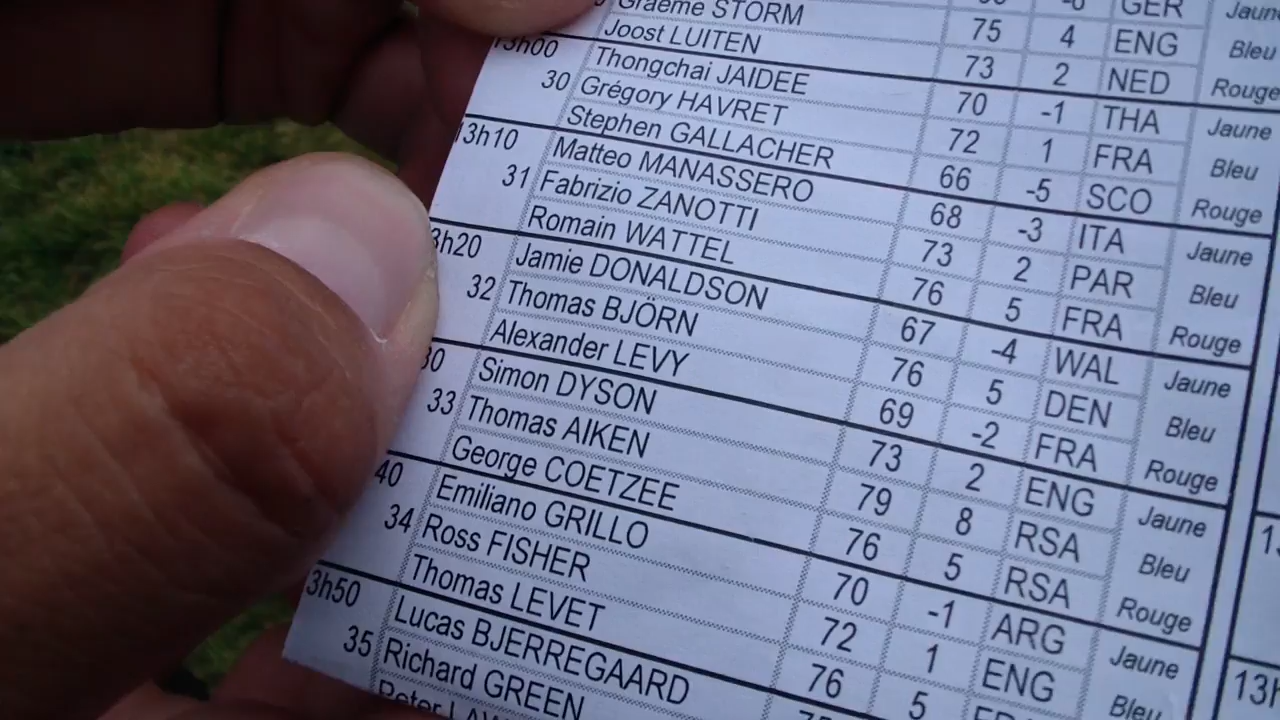 GER Jaune
Graeme STORM 75 4 ENG Bleu
Joost LUITEN 73 2 NED Rouge
13h00 Thongchai JAIDEE 70 -1 THA Jaune
30 Grégory HAVRET 72 1 FRA Bleu
Stephen GALLACHER 66 -5 SCO Rouge
13h10 Matteo MANASSERO 68 -3 ITA Jaune
31 Fabrizio ZANOTTI 73 2 PAR Bleu
Romain WATTEL 76 5 FRA Rouge
3h20 Jamie DONALDSON 67 -4 WAL Jaune
32 Thomas BJÖRN 76 5 DEN Bleu
Alexander LEVY 69 -2 FRA Rouge
30 Simon DYSON 73 2 ENG Jaune
33 Thomas AIKEN 79 8 RSA Bleu
George COETZEE 76 5 RSA Rouge
40 Emiliano GRILLO 70 -1 ARG Jaune
34 Ross FISHER 72 1 ENG Bleu
Thomas LEVET 76 5
3h50 Lucas BJERREGAARD
35 Richard GREEN
Peter
13h